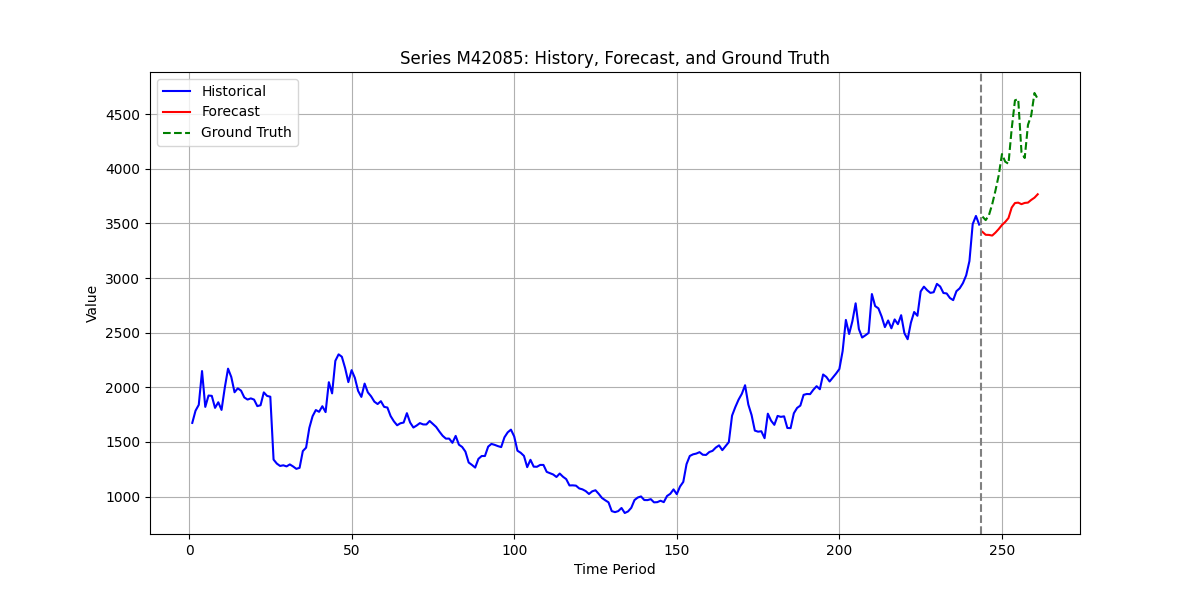 Series M42085: History, Forecast, and Ground Truth
Historical
Forecast
Ground Truth
Value
4500
4000
3500
3000
2500
2000
1500
1000
0 50 100 150 200 250
Time Period